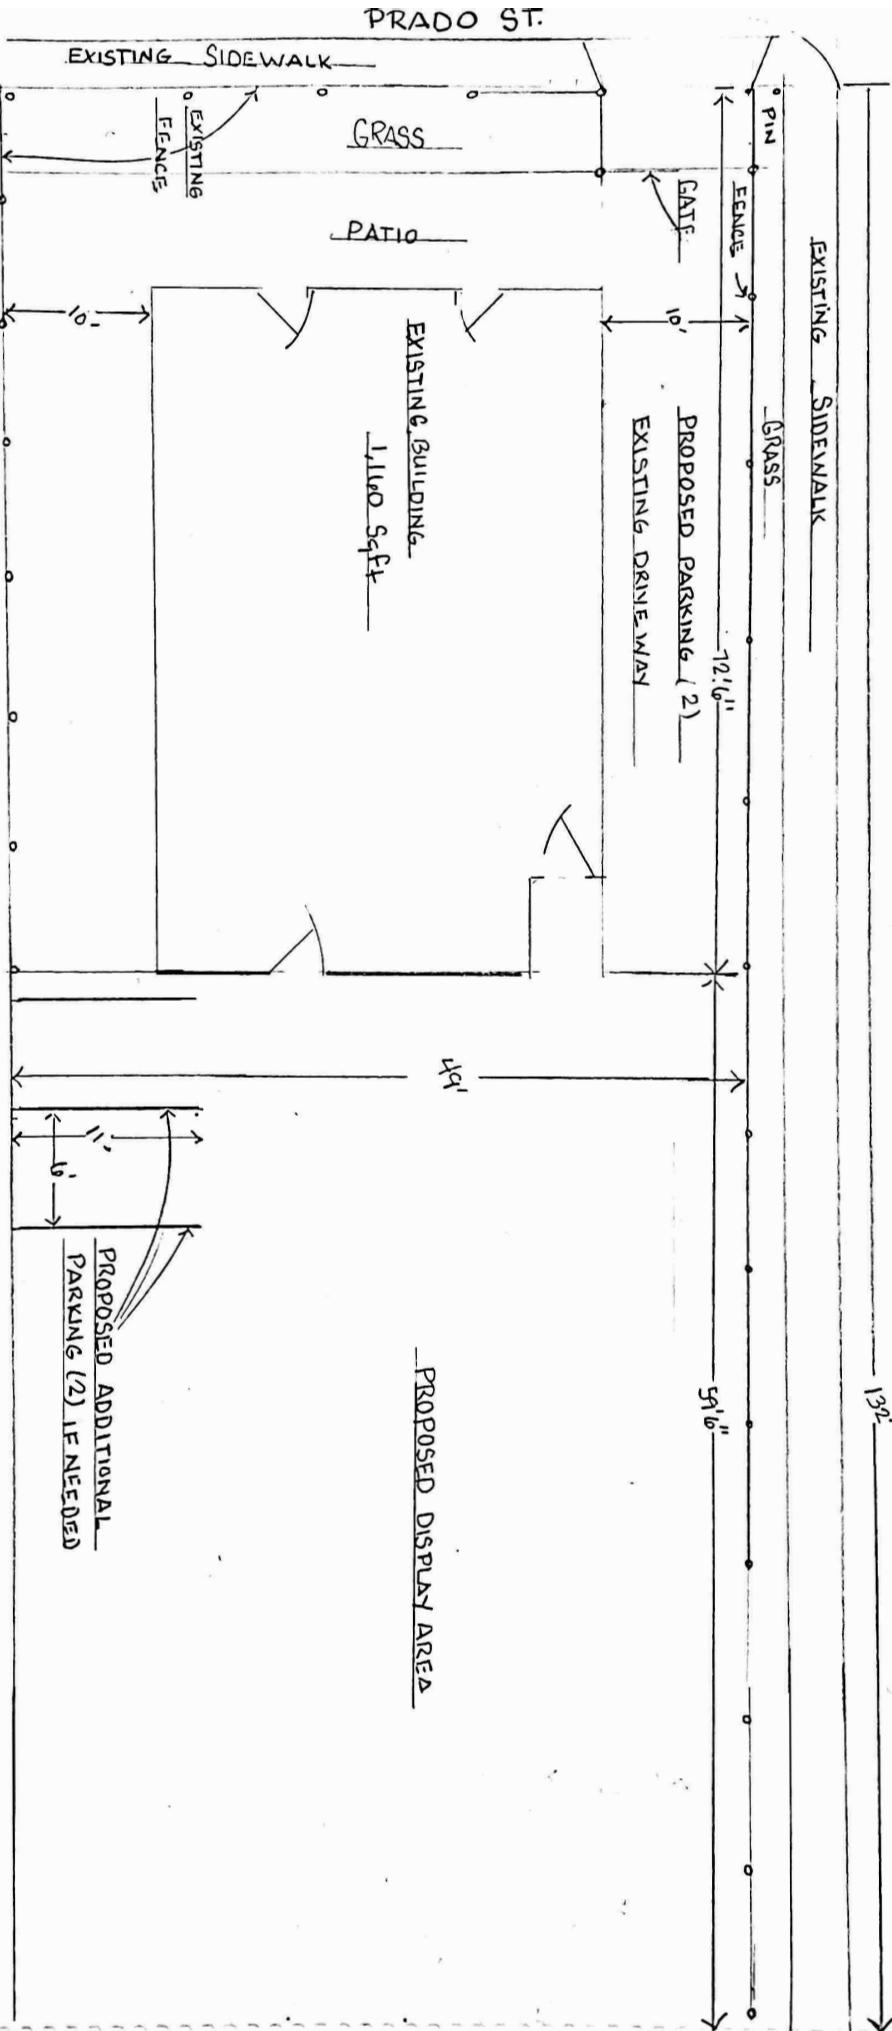 PRADO ST.
EXISTING SIDEWALK
EXISTING
FENCE
GRASS
PIN
GATE
FENCE
PATIO
EXISTING SIDEWALK
10'
10'
EXISTING BUILDING
1,160 Sqft
GRASS
PROPOSED PARKING (2)
EXISTING DRIVEWAY
72'6"
49'
11'
6'
PROPOSED ADDITIONAL
PARKING (2) IF NEEDED
PROPOSED DISPLAY AREA
59'6"
132'